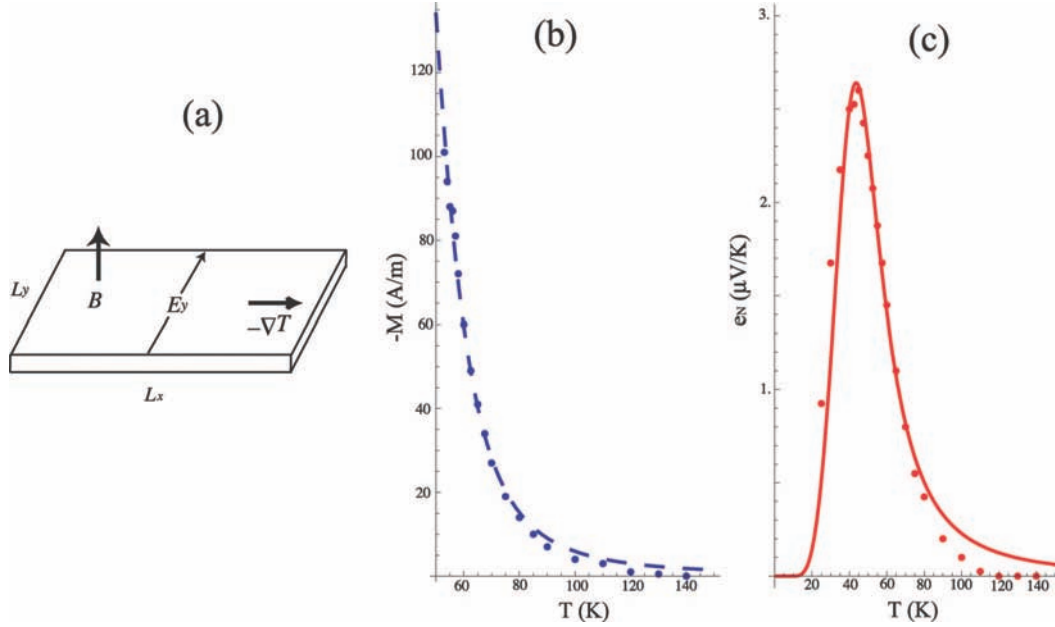 (a)
B
Ly
Ey
−∇T
Lx
(b)
-M (A/m)
120
100
80
60
40
20
60 80 100 120 140
T (K)
(c)
eN (μV/K)
3.
2.
1.
20 40 60 80 100 120 140
T (K)